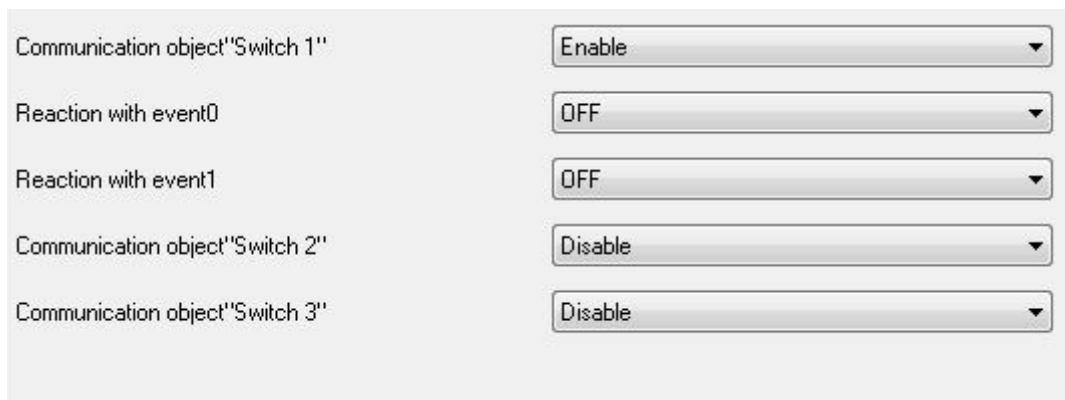 Communication object"Switch 1" Enable
Reaction with event0 OFF
Reaction with event1 OFF
Communication object"Switch 2" Disable
Communication object"Switch 3" Disable